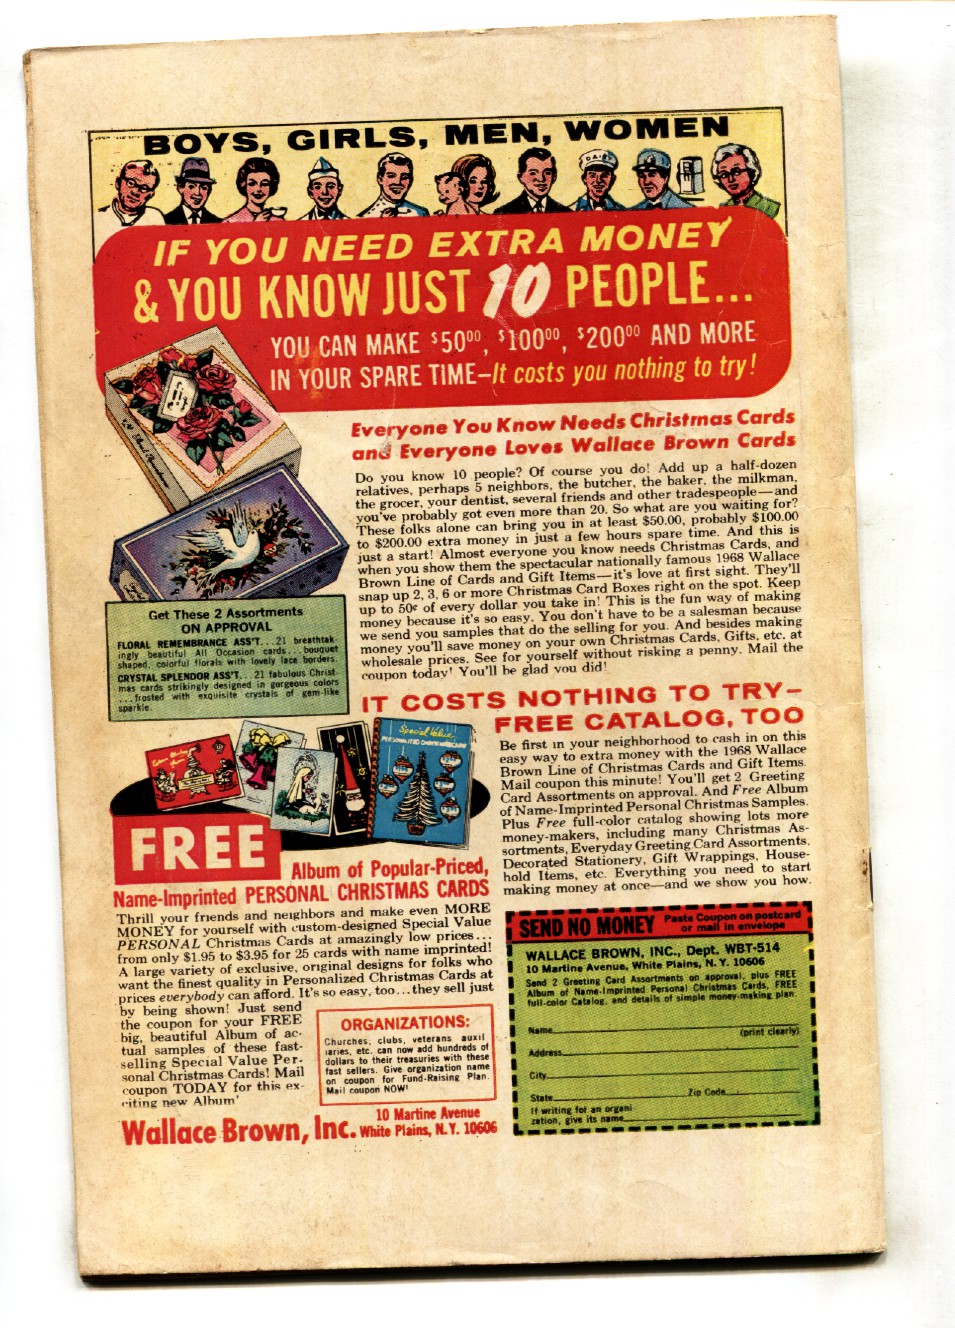 BOYS, GIRLS, MEN, WOMEN
DAIRY
IF YOU NEED EXTRA MONEY
& YOU KNOW JUST 10 PEOPLE...
YOU CAN MAKE $50⁰⁰, $100⁰⁰, $200⁰⁰ AND MORE
IN YOUR SPARE TIME—It costs you nothing to try!
Everyone You Know Needs Christmas Cards
and Everyone Loves Wallace Brown Cards
Do you know 10 people? Of course you do! Add up a half-dozen
relatives, perhaps 5 neighbors, the butcher, the baker, the milkman,
the grocer, your dentist, several friends and other tradespeople—and
you've probably got even more than 20. So what are you waiting for?
These folks alone can bring you in at least $50.00, probably $100.00
to $200.00 extra money in just a few hours spare time. And this is
just a start! Almost everyone you know needs Christmas Cards, and
when you show them the spectacular nationally famous 1968 Wallace
Brown Line of Cards and Gift Items—it's love at first sight. They'll
snap up 2, 3, 6 or more Christmas Card Boxes right on the spot. Keep
up to 50¢ of every dollar you take in! This is the fun way of making
money because it's so easy. You don't have to be a salesman because
we send you samples that do the selling for you. And besides making
money you'll save money on your own Christmas Cards, Gifts, etc. at
wholesale prices. See for yourself without risking a penny. Mail the
coupon today! You'll be glad you did!
Get These 2 Assortments
ON APPROVAL
FLORAL REMEMBRANCE ASS'T...21 breathtak-
ingly beautiful All Occasion cards...bouquet
shaped, colorful florals with lovely lace borders.
CRYSTAL SPLENDOR ASS'T...21 fabulous Christ-
mas cards strikingly designed in gorgeous colors
...frosted with exquisite crystals of gem-like
sparkle.
IT COSTS NOTHING TO TRY—
FREE CATALOG, TOO
Be first in your neighborhood to cash in on this
easy way to extra money with the 1968 Wallace
Brown Line of Christmas Cards and Gift Items.
Mail coupon this minute! You'll get 2 Greeting
Card Assortments on approval. And Free Album
of Name-Imprinted Personal Christmas Samples.
Plus Free full-color catalog showing lots more
money-makers, including many Christmas As-
sortments, Everyday Greeting Card Assortments,
Decorated Stationery, Gift Wrappings, House-
hold Items, etc. Everything you need to start
making money at once—and we show you how.
Special Value
PERSONALIZED CHRISTMAS CARDS
FREE
Album of Popular-Priced,
Name-Imprinted PERSONAL CHRISTMAS CARDS
Thrill your friends and neighbors and make even MORE
MONEY for yourself with custom-designed Special Value
PERSONAL Christmas Cards at amazingly low prices...
from only $1.95 to $3.95 for 25 cards with name imprinted!
A large variety of exclusive, original designs for folks who
want the finest quality in Personalized Christmas Cards at
prices everybody can afford. It's so easy, too...they sell just
by being shown! Just send
the coupon for your FREE
big, beautiful Album of ac-
tual samples of these fast-
selling Special Value Per-
sonal Christmas Cards! Mail
coupon TODAY for this ex-
citing new Album!
ORGANIZATIONS:
Churches, clubs, veterans auxil
iaries, etc. can now add hundreds of
dollars to their treasuries with these
fast sellers. Give organization name
on coupon for Fund-Raising Plan.
Mail coupon NOW!
Wallace Brown, Inc. 10 Martine Avenue
White Plains, N.Y. 10606
SEND NO MONEY Paste Coupon on postcard
or mail in envelope
WALLACE BROWN, INC., Dept. WBT-514
10 Martine Avenue, White Plains, N. Y. 10606
Send 2 Greeting Card Assortments on approval, plus FREE
Album of Name-Imprinted Personal Christmas Cards, FREE
full-color Catalog, and details of simple money-making plan.
Name (print clearly)
Address
City
State Zip Code
If writing for an organi
zation, give its name